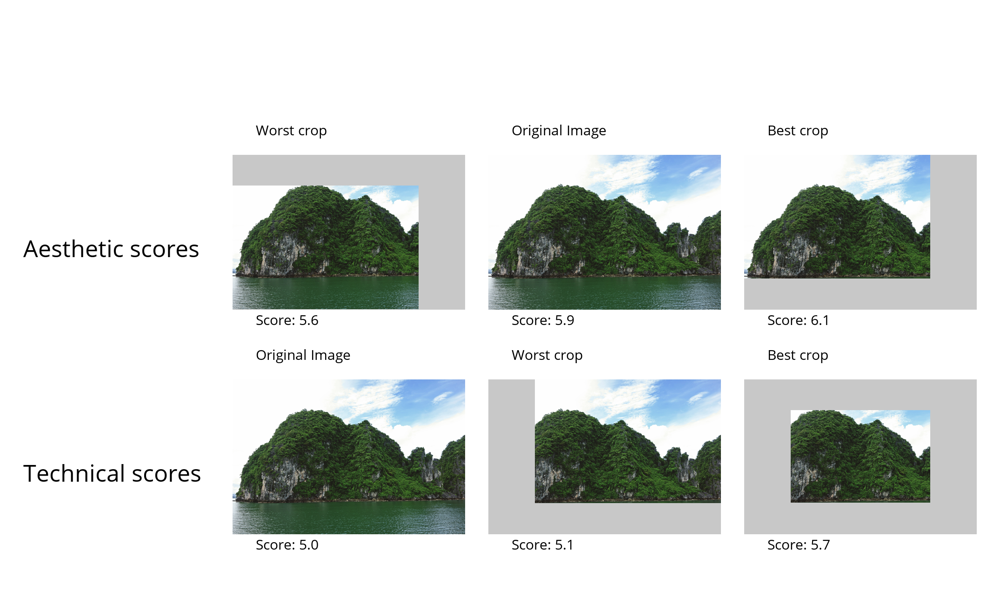 Worst crop
Original Image
Best crop
Aesthetic scores
Score: 5.6
Score: 5.9
Score: 6.1
Original Image
Worst crop
Best crop
Technical scores
Score: 5.0
Score: 5.1
Score: 5.7